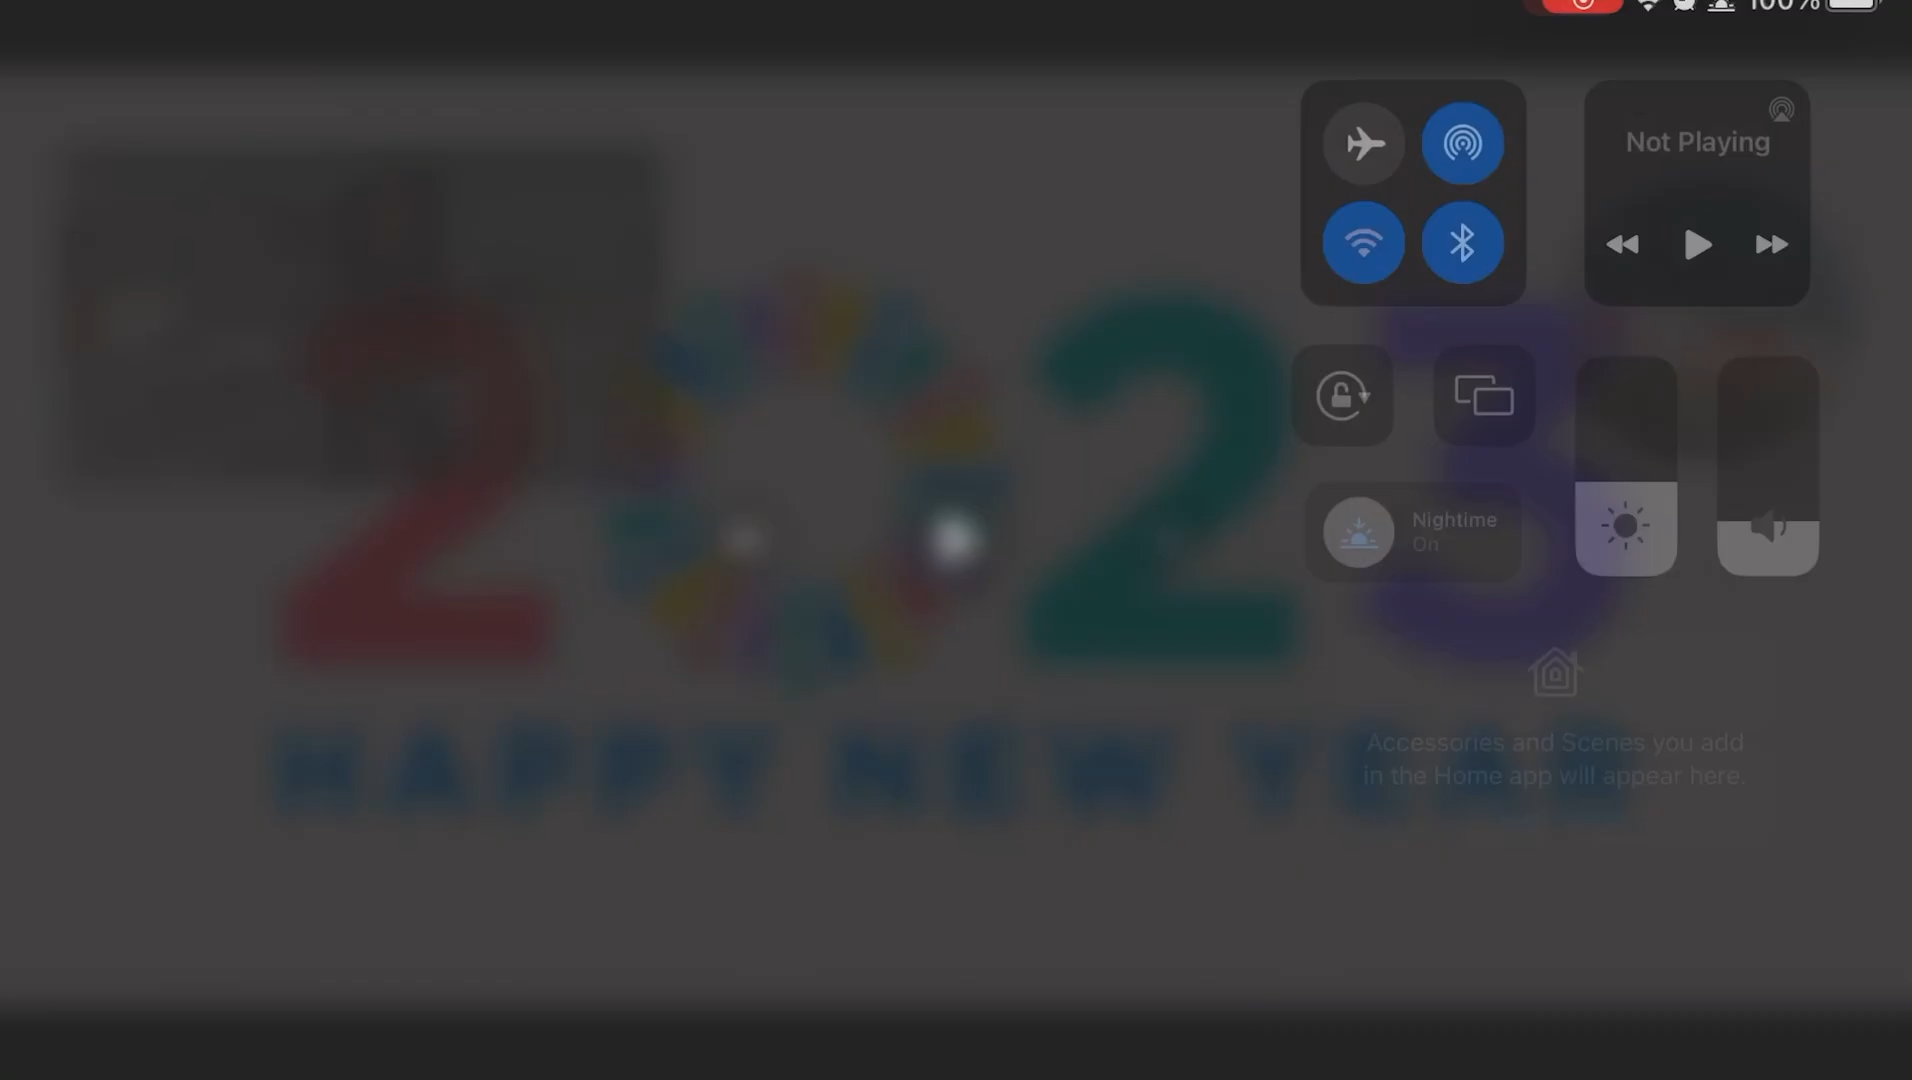 100%
Not Playing
2023
Nightime
On
HAPPY NEW YEAR
Accessories and Scenes you add
in the Home app will appear here.